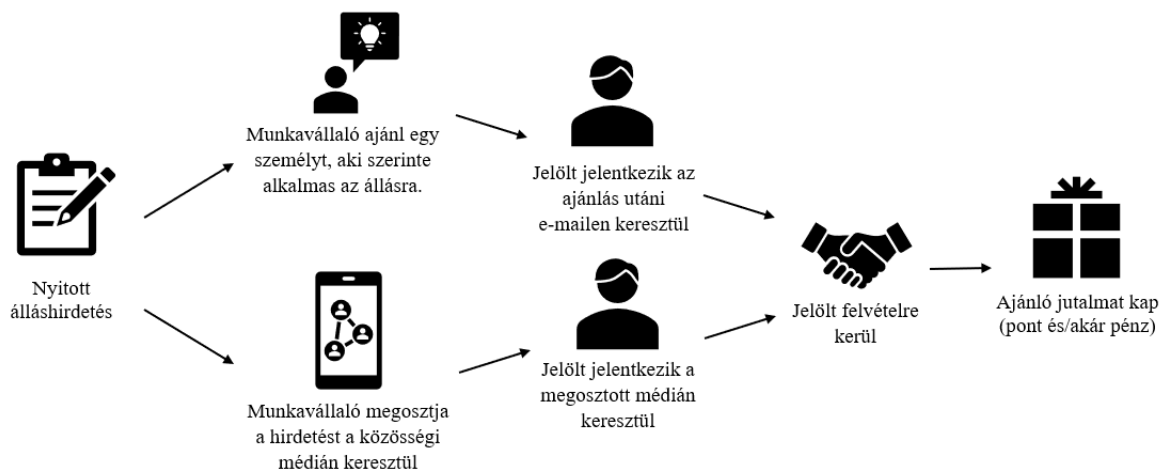 Nyitott
álláshirdetés
Munkavállaló ajánl egy
személyt, aki szerinte
alkalmas az állásra.
Jelölt jelentkezik az
ajánlás utáni
e-mailen keresztül
Munkavállaló megosztja
a hirdetést a közösségi
médián keresztül
Jelölt jelentkezik a
megosztott médián
keresztül
Jelölt felvételre
kerül
Ajánló jutalmat kap
(pont és/akár pénz)